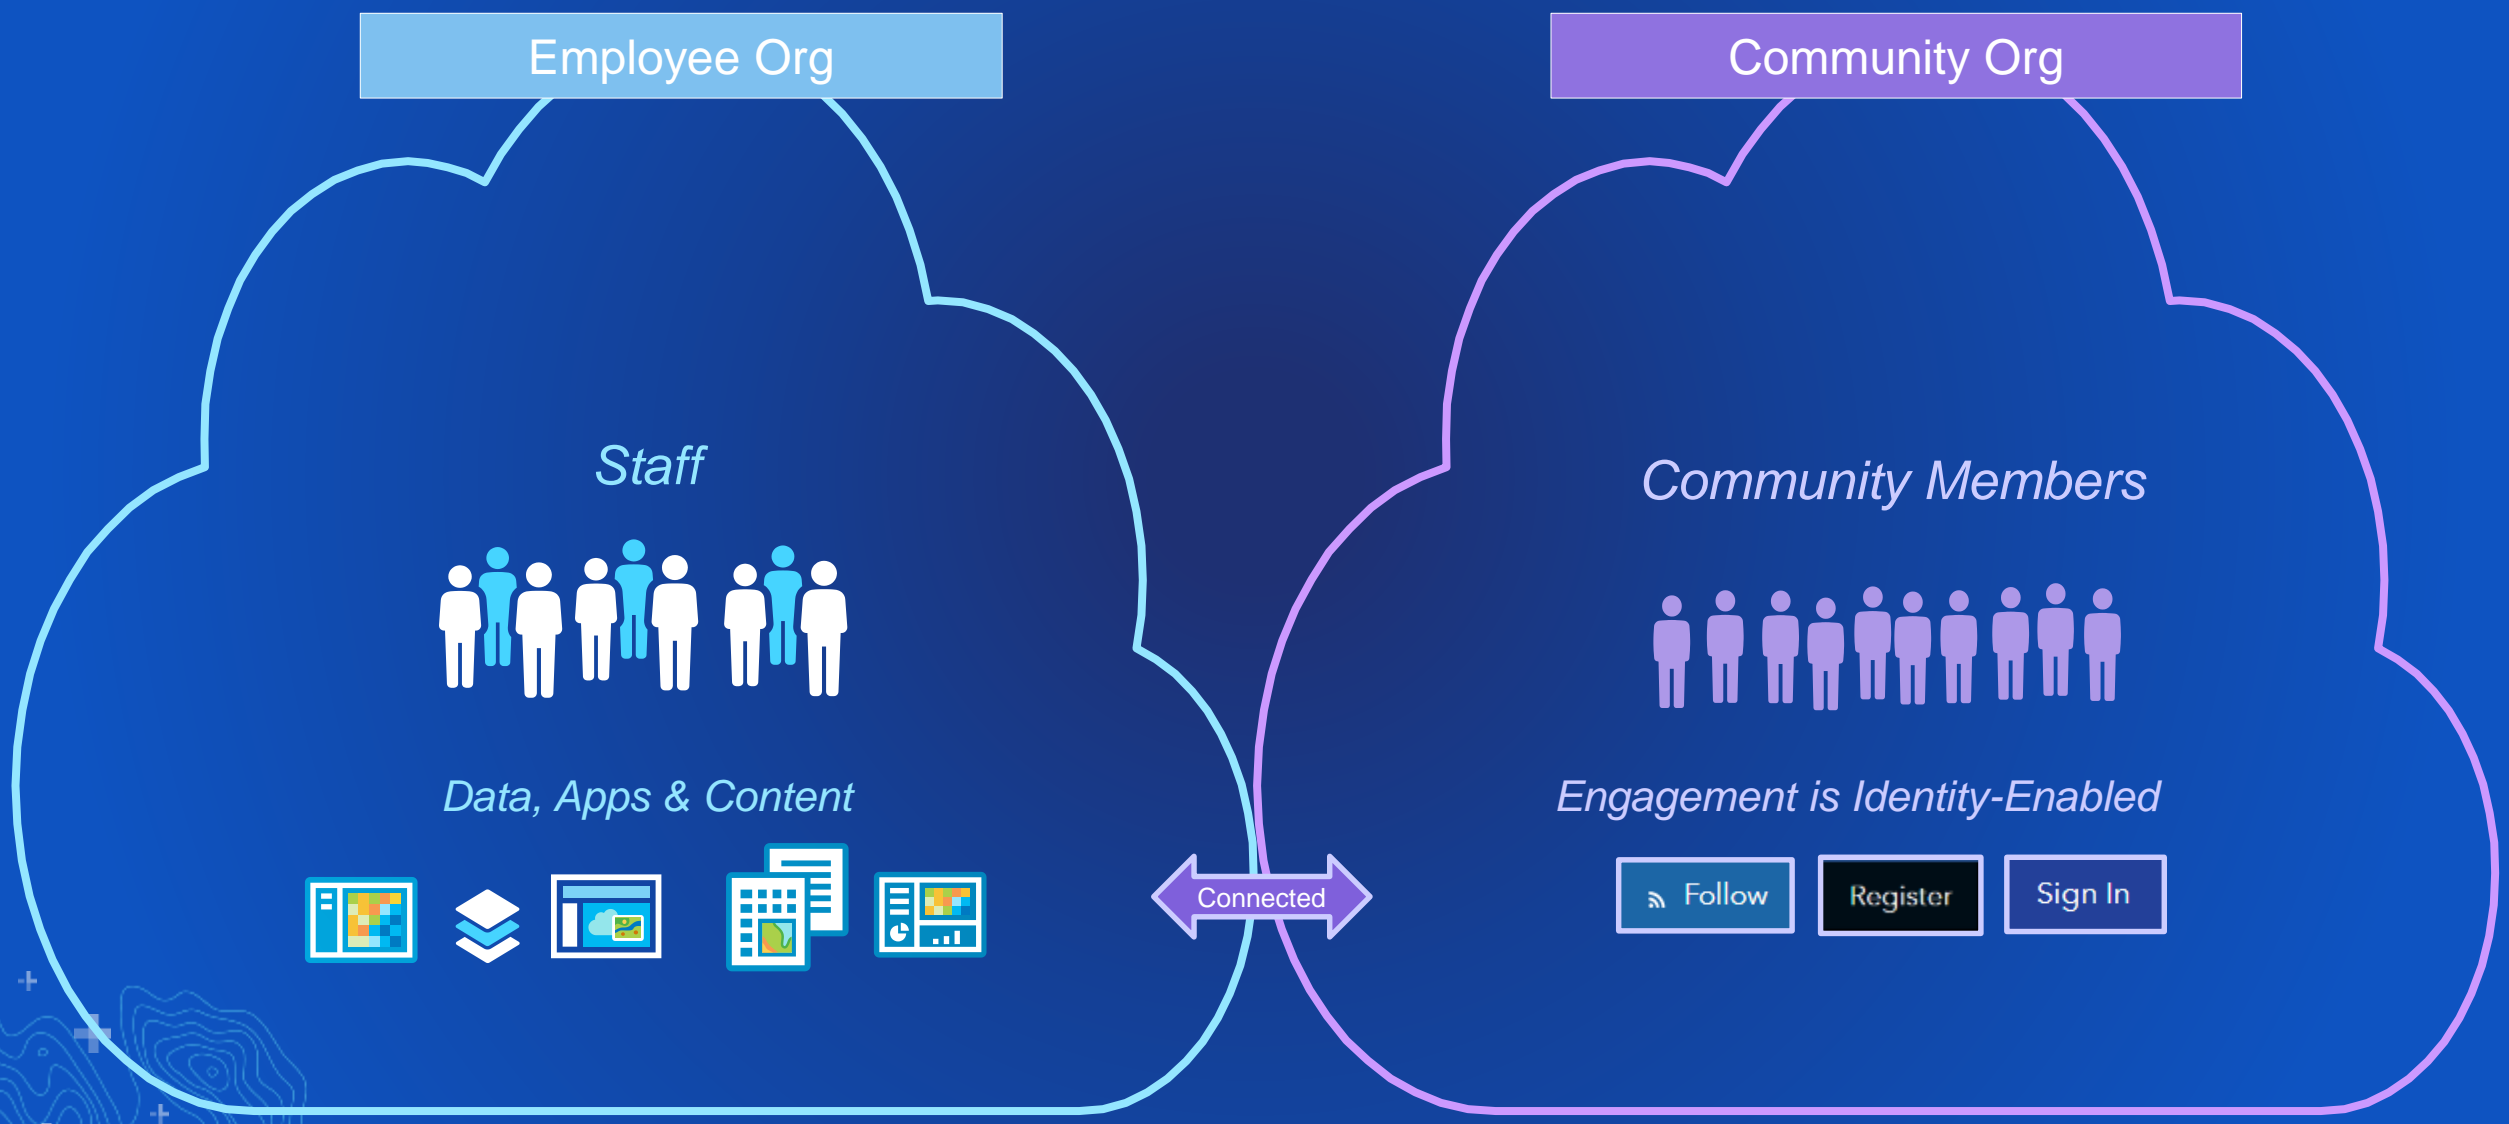 Employee Org
Community Org
Staff
Community Members
Data, Apps & Content
Engagement is Identity-Enabled
Connected
Follow
Register
Sign In